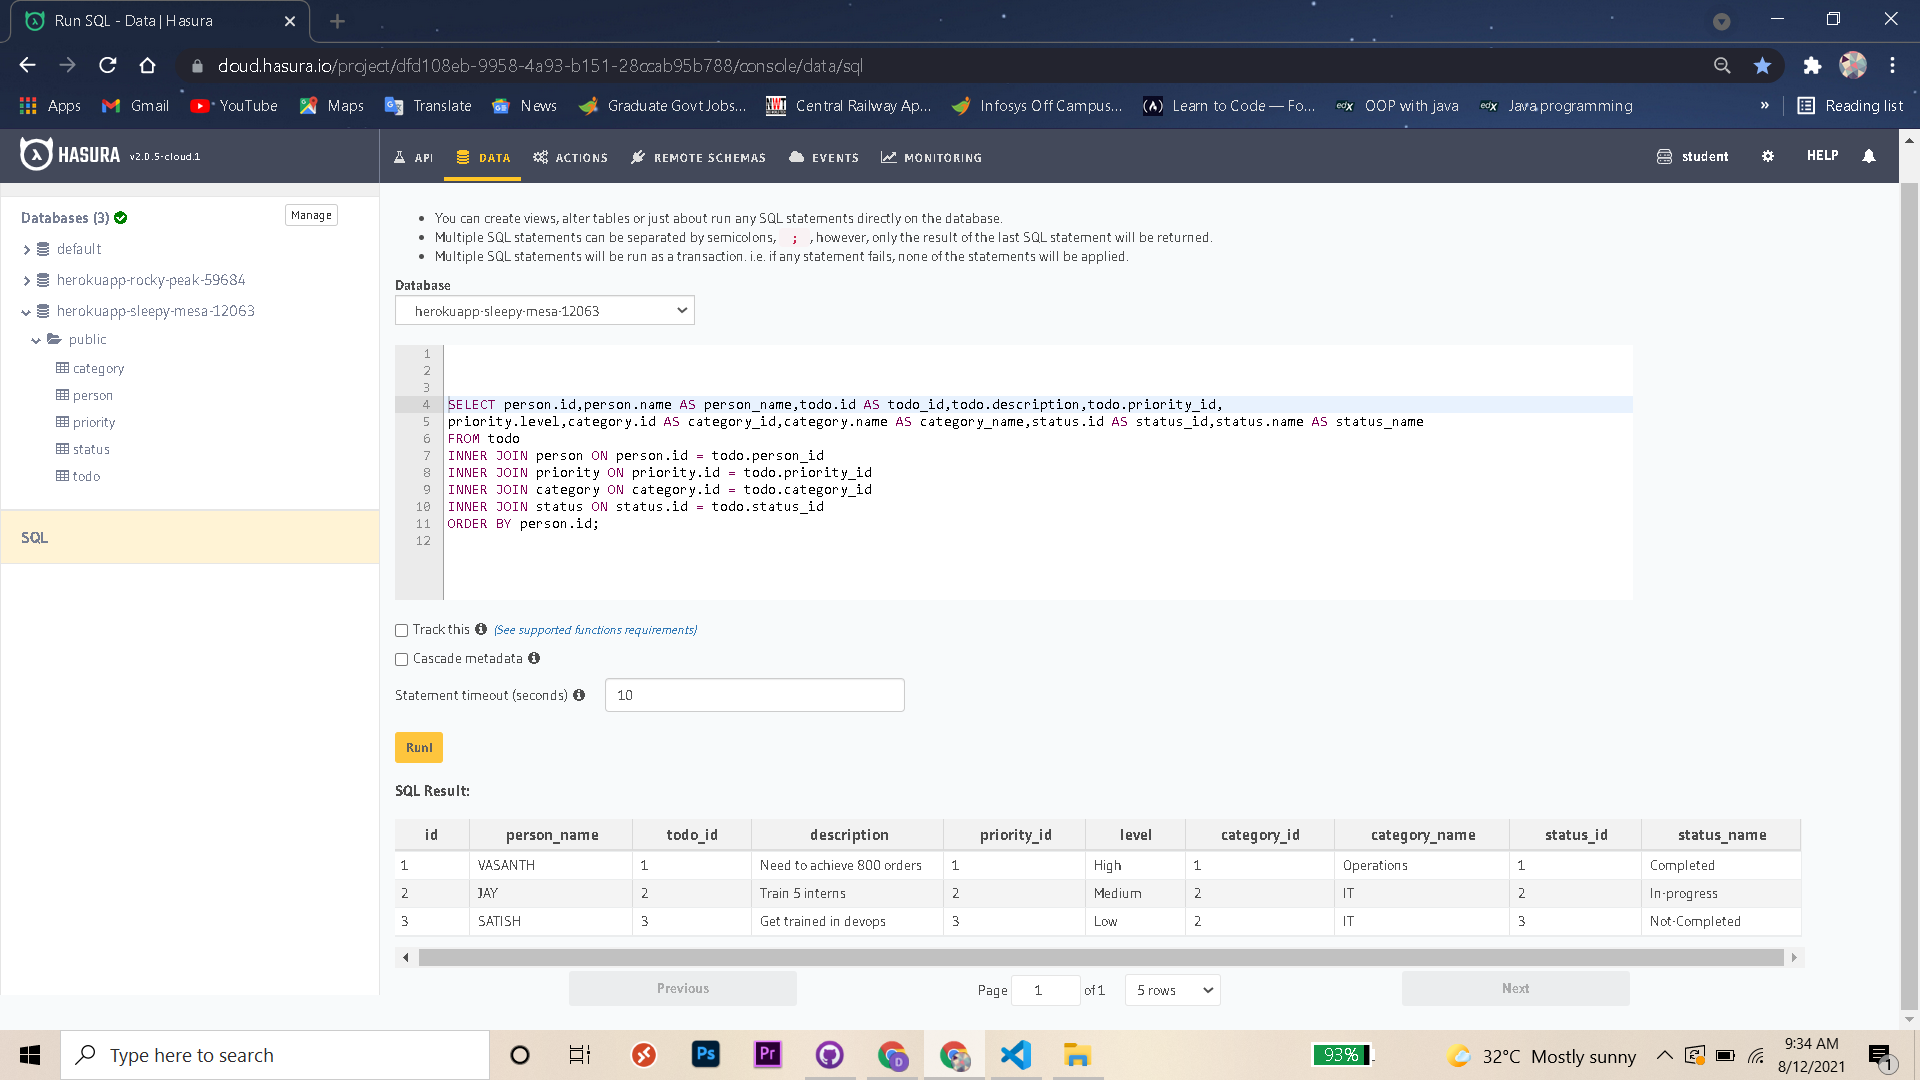 Run SQL - Data | Hasura
cloud.hasura.io/project/dfd108eb-9958-4a93-b151-28ccab95b788/console/data/sql
Apps Gmail YouTube Maps Translate News Graduate Govt Jobs... Central Railway Ap... Infosys Off Campus... Learn to Code — Fo... OOP with java Java programming » Reading list
HASURA v2.0.5-cloud.1 API DATA ACTIONS REMOTE SCHEMAS EVENTS MONITORING student HELP
Databases (3) Manage
default
herokuapp-rocky-peak-59684
herokuapp-sleepy-mesa-12063
public
category
person
priority
status
todo
SQL
You can create views, alter tables or just about run any SQL statements directly on the database.
Multiple SQL statements can be separated by semicolons, ; , however, only the result of the last SQL statement will be returned.
Multiple SQL statements will be run as a transaction. i.e. if any statement fails, none of the statements will be applied.
Database
herokuapp-sleepy-mesa-12063
1
2
3
4 SELECT person.id,person.name AS person_name,todo.id AS todo_id,todo.description,todo.priority_id,
5 priority.level,category.id AS category_id,category.name AS category_name,status.id AS status_id,status.name AS status_name
6 FROM todo
7 INNER JOIN person ON person.id = todo.person_id
8 INNER JOIN priority ON priority.id = todo.priority_id
9 INNER JOIN category ON category.id = todo.category_id
10 INNER JOIN status ON status.id = todo.status_id
11 ORDER BY person.id;
12
Track this (See supported functions requirements)
Cascade metadata
Statement timeout (seconds) 10
Run!
SQL Result:
id person_name todo_id description priority_id level category_id category_name status_id status_name
1 VASANTH 1 Need to achieve 800 orders 1 High 1 Operations 1 Completed
2 JAY 2 Train 5 interns 2 Medium 2 IT 2 In-progress
3 SATISH 3 Get trained in devops 3 Low 2 IT 3 Not-Completed
Previous Page 1 of 1 5 rows Next
Type here to search Ps Pr D 93% 32°C Mostly sunny 9:34 AM
8/12/2021 1